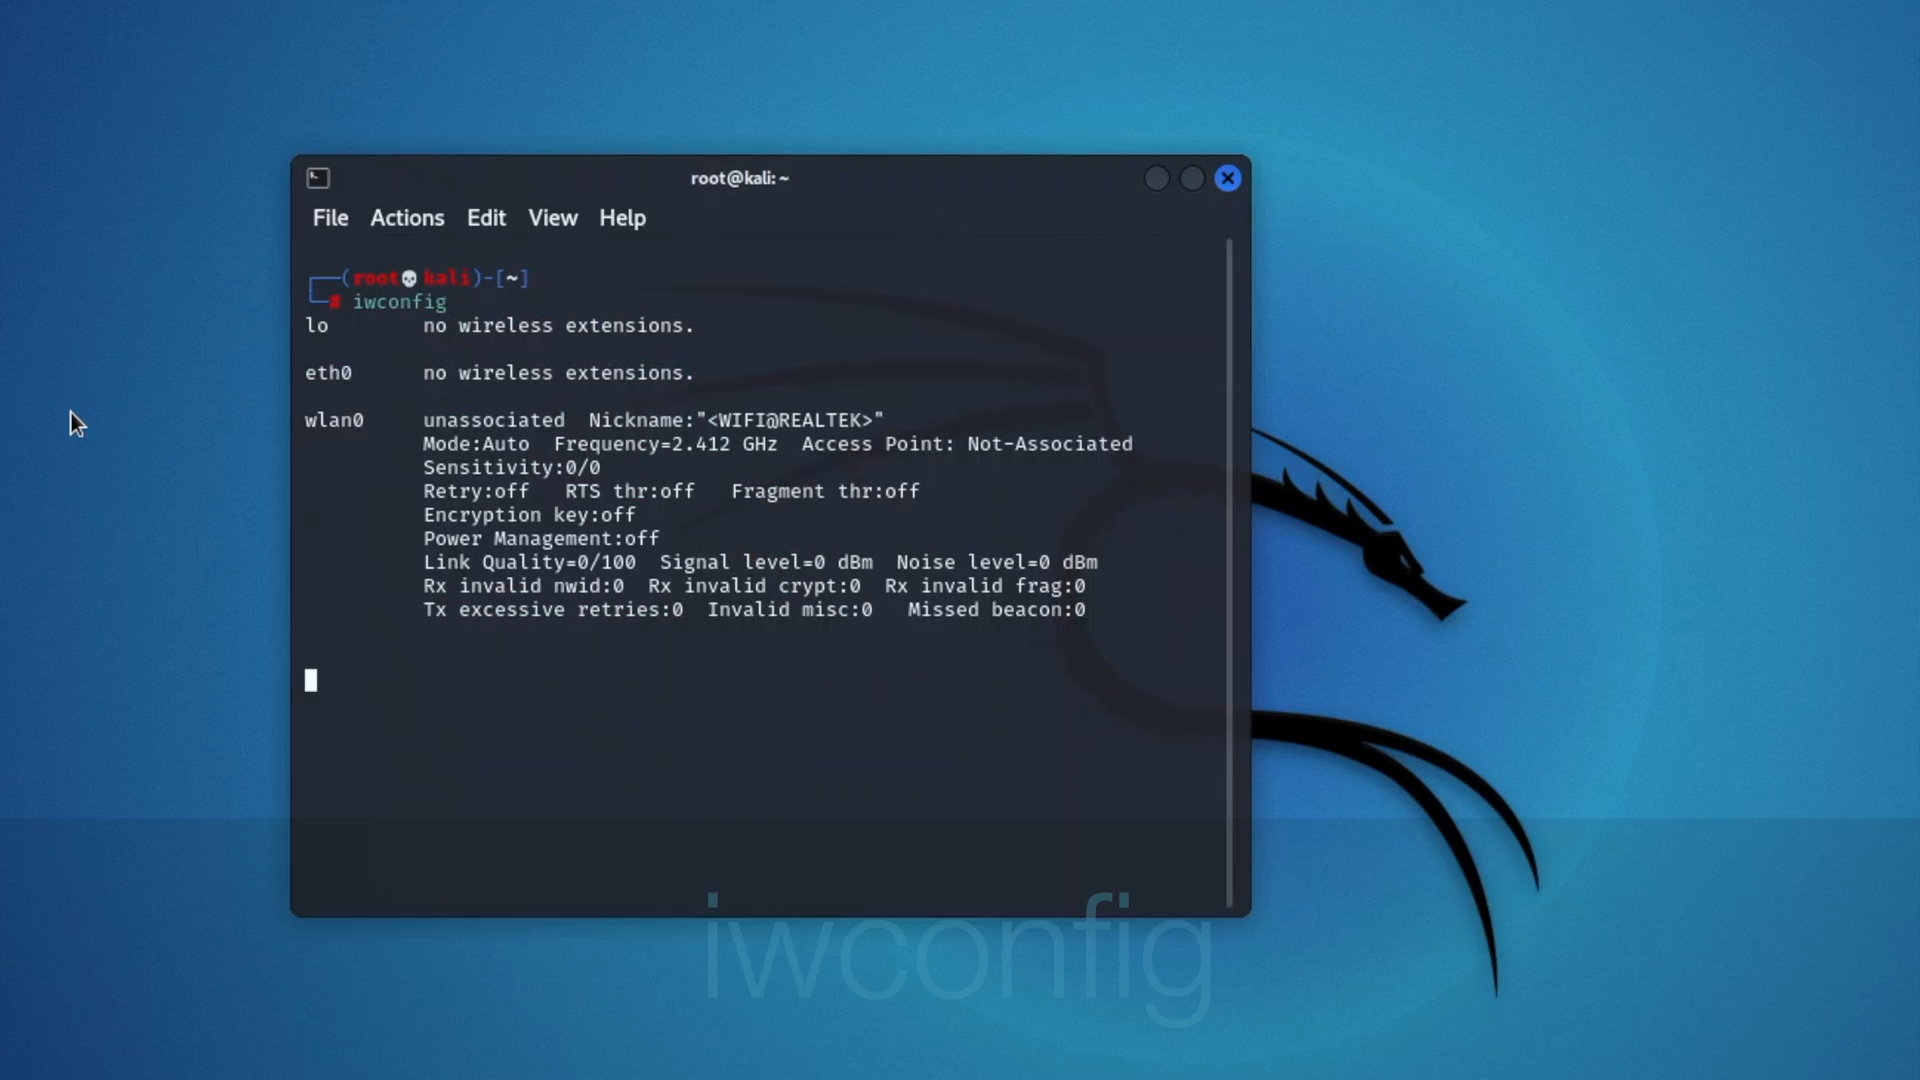 root@kali: ~
File Actions Edit View Help
┌──(root💀kali)-[~]
└─# iwconfig
lo        no wireless extensions.
eth0      no wireless extensions.
wlan0     unassociated  Nickname:"<WIFI@REALTEK>"
          Mode:Auto  Frequency=2.412 GHz  Access Point: Not-Associated
          Sensitivity:0/0
          Retry:off   RTS thr:off   Fragment thr:off
          Encryption key:off
          Power Management:off
          Link Quality=0/100  Signal level=0 dBm  Noise level=0 dBm
          Rx invalid nwid:0  Rx invalid crypt:0  Rx invalid frag:0
          Tx excessive retries:0  Invalid misc:0   Missed beacon:0
iwconfig